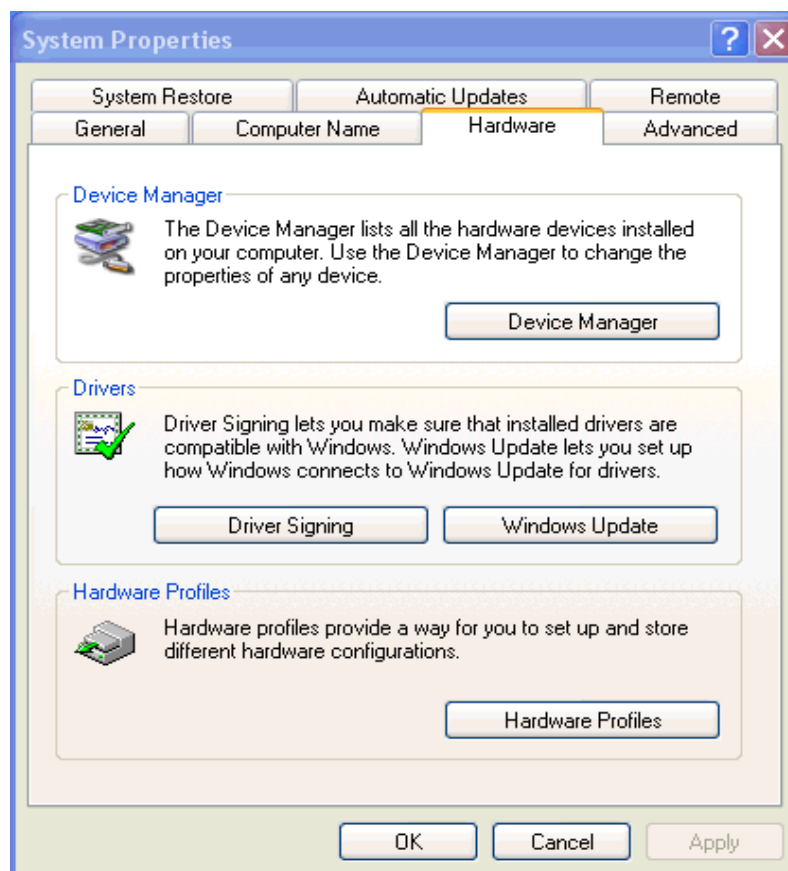 System Properties
System Restore
Automatic Updates
Remote
General
Computer Name
Hardware
Advanced
Device Manager
The Device Manager lists all the hardware devices installed
on your computer. Use the Device Manager to change the
properties of any device.
Device Manager
Drivers
Driver Signing lets you make sure that installed drivers are
compatible with Windows. Windows Update lets you set up
how Windows connects to Windows Update for drivers.
Driver Signing
Windows Update
Hardware Profiles
Hardware profiles provide a way for you to set up and store
different hardware configurations.
Hardware Profiles
OK
Cancel
Apply